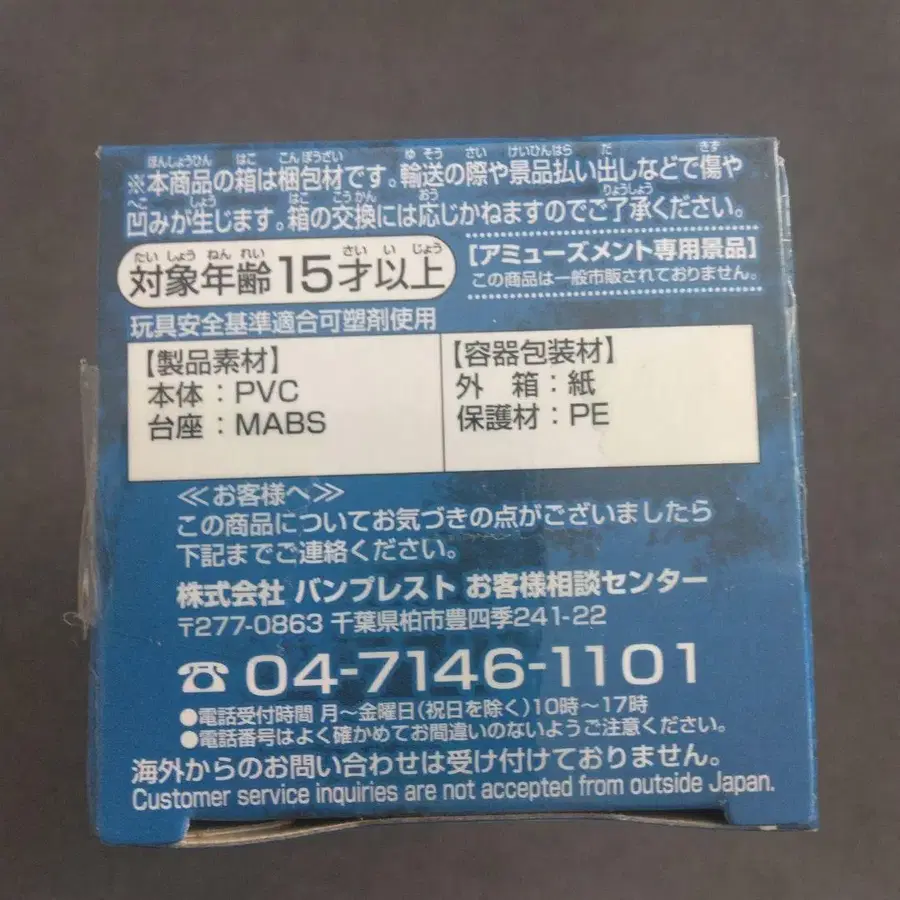 ※本商品の箱は梱包材です。輸送の際や景品払い出しなどで傷や
凹みが生じます。箱の交換には応じかねますのでご了承ください。
対象年齢15才以上
【アミューズメント専用景品】
この商品は一般市販されておりません。
玩具安全基準適合可塑剤使用
【製品素材】
本体：PVC
台座：MABS
【容器包装材】
外 箱：紙
保護材：PE
≪お客様へ≫
この商品についてお気づきの点がございましたら
下記までご連絡ください。
株式会社 バンプレスト お客様相談センター
〒277-0863 千葉県柏市豊四季241-22
☎ 04-7146-1101
●電話受付時間 月～金曜日(祝日を除く)10時～17時
●電話番号はよく確かめてお間違いのないようご注意ください。
海外からのお問い合わせは受け付けておりません。
Customer service inquiries are not accepted from outside Japan.